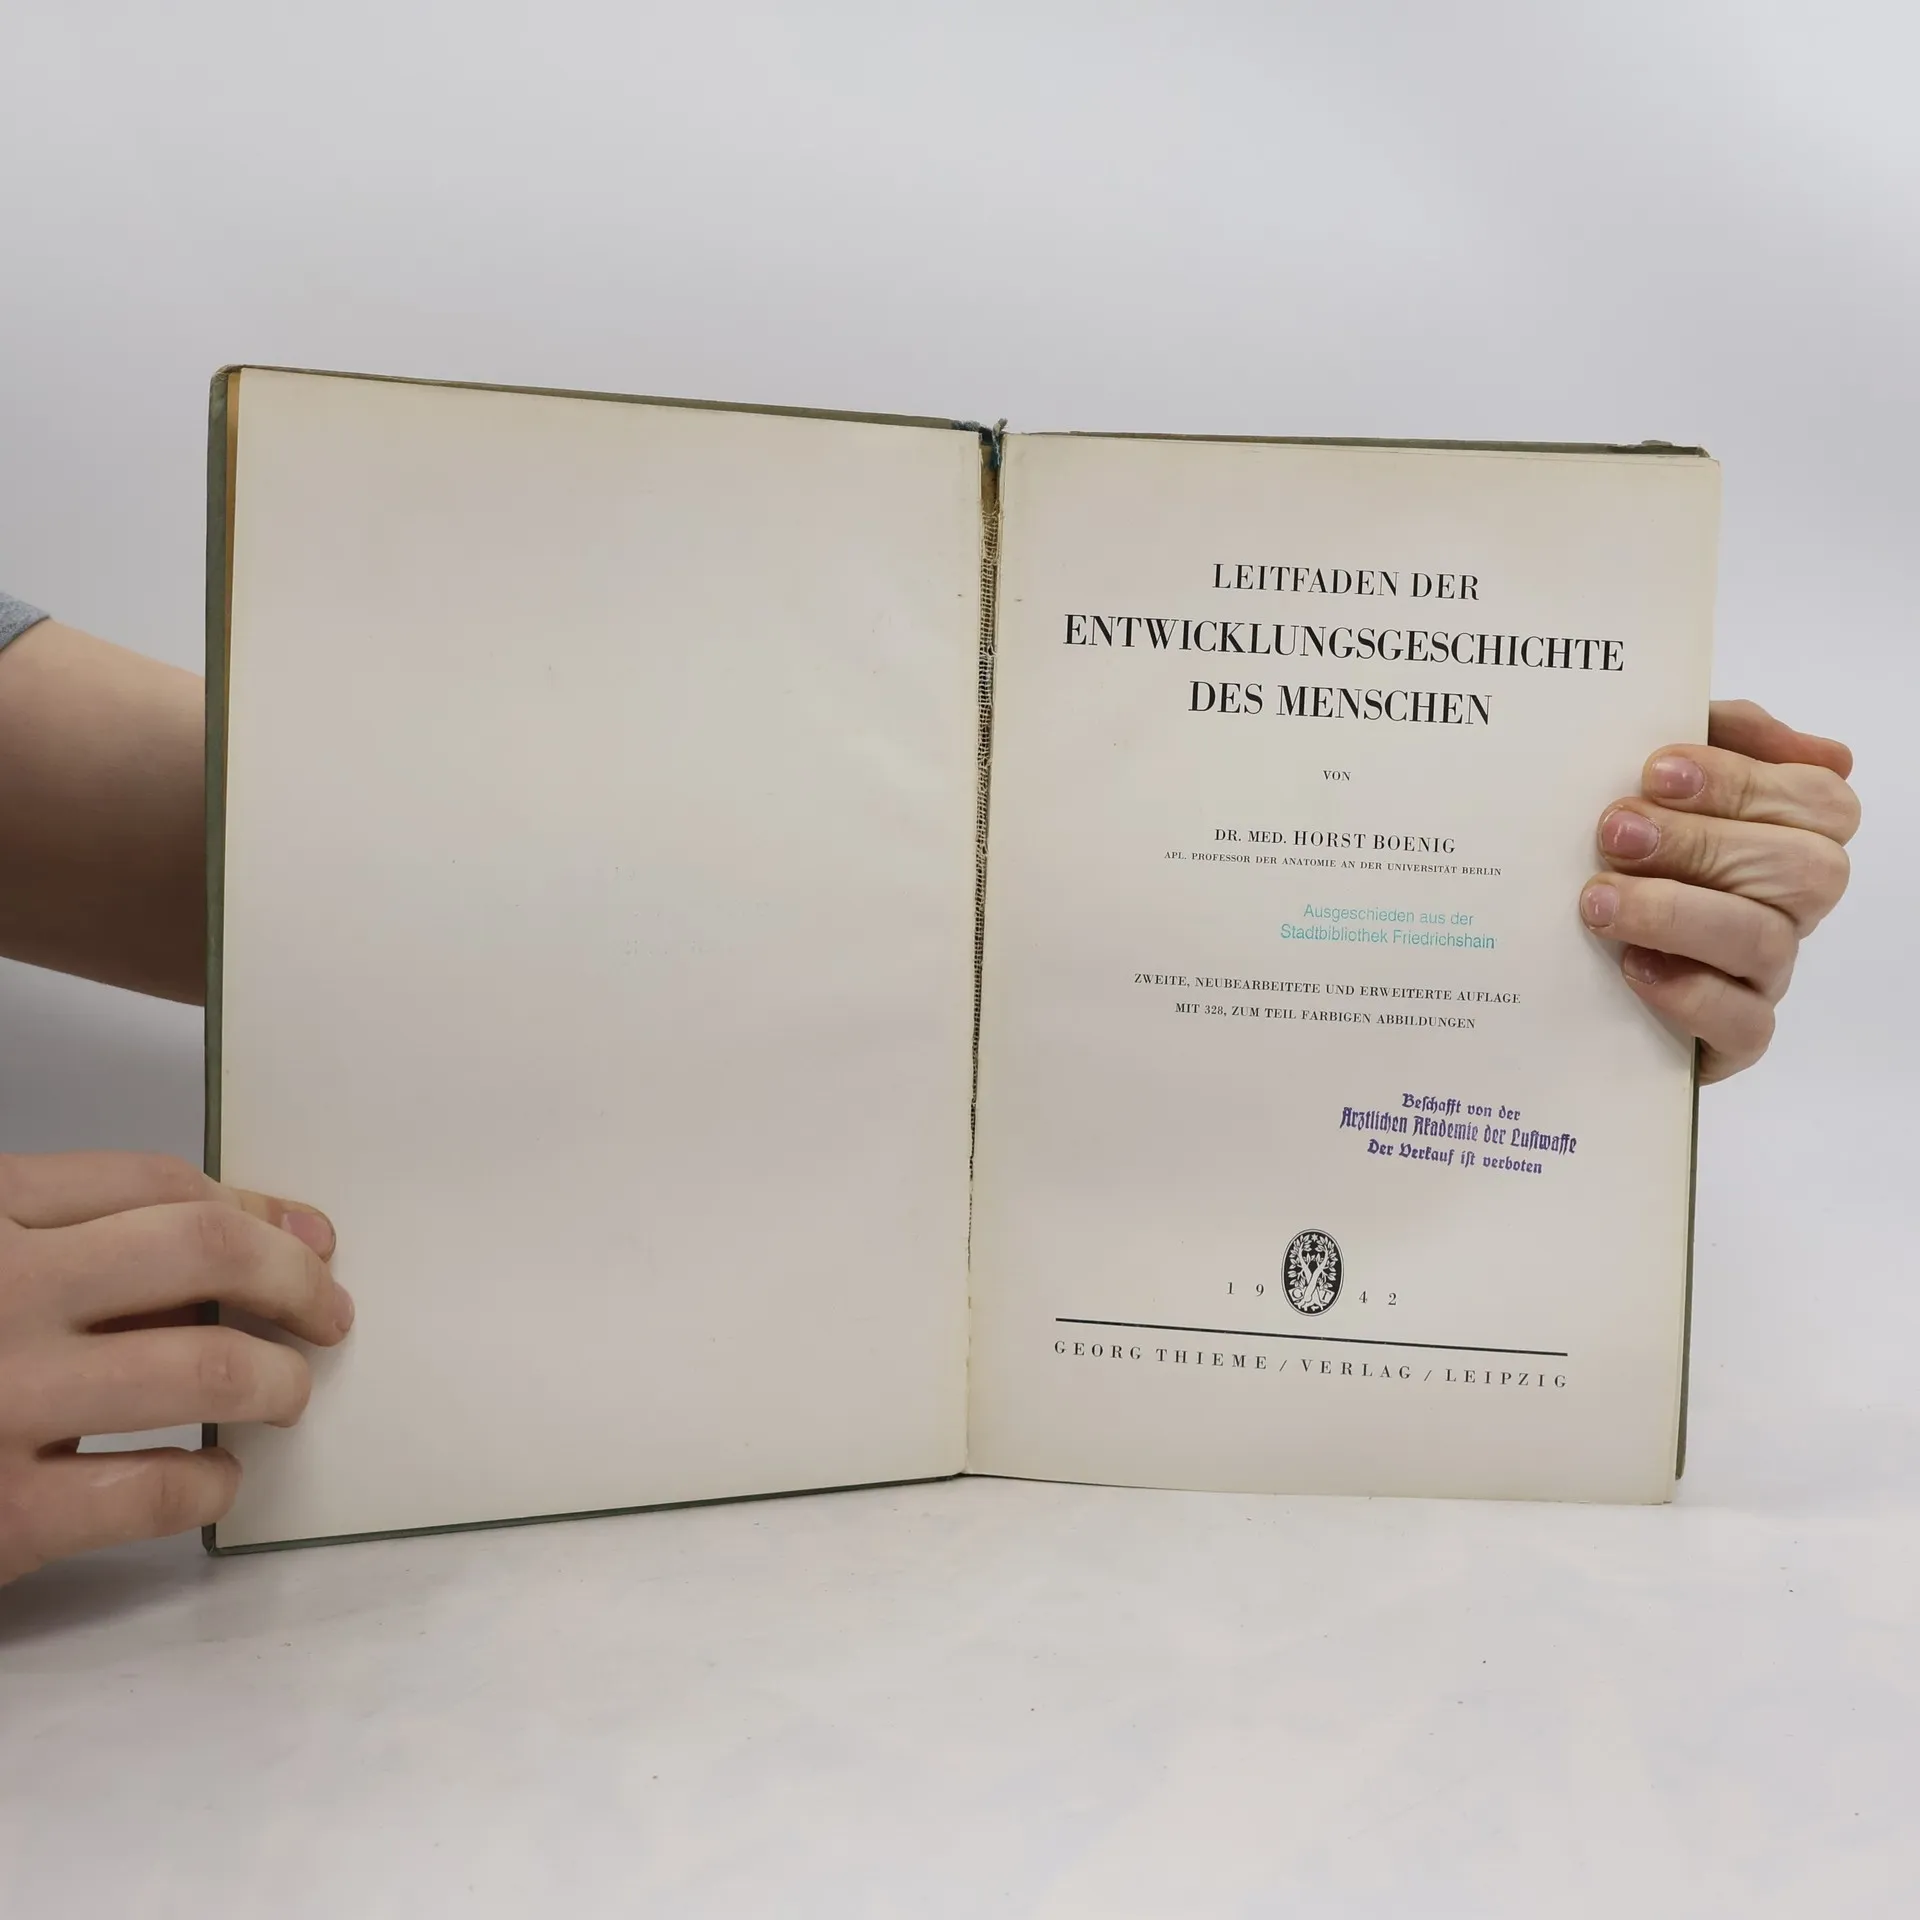 LEITFADEN DER
ENTWICKLUNGSGESCHICHTE
DES MENSCHEN
VON
DR. MED. HORST BOENIG
APL. PROFESSOR DER ANATOMIE AN DER UNIVERSITÄT BERLIN
Ausgeschieden aus der
Stadtbibliothek Friedrichshain
ZWEITE, NEUBEARBEITETE UND ERWEITERTE AUFLAGE
MIT 328, ZUM TEIL FARBIGEN ABBILDUNGEN
Beschafft von der
Ärztlichen Akademie der Luftwaffe
Der Verkauf ist verboten
G T
1942
GEORG THIEME / VERLAG / LEIPZIG